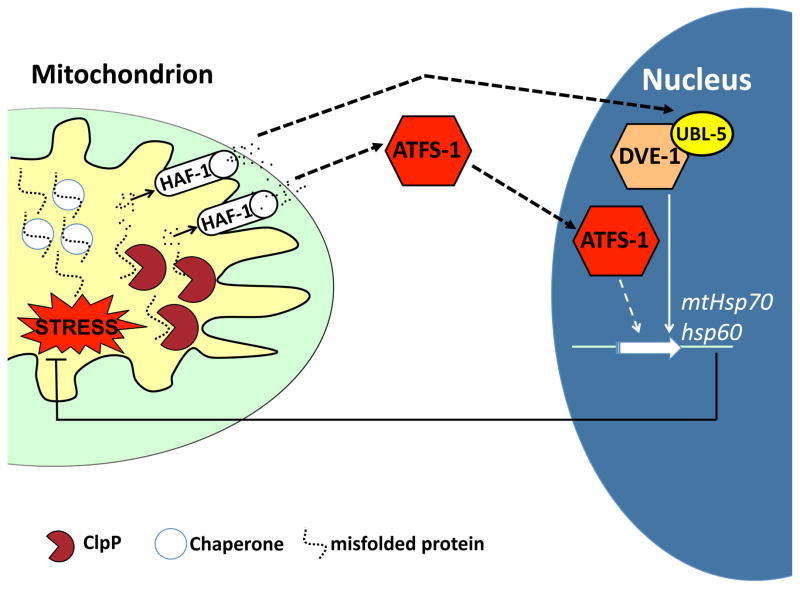 Mitochondrion
Nucleus
UBL-5
DVE-1
ATFS-1
HAF-1
HAF-1
ATFS-1
STRESS
mtHsp70
hsp60
ClpP
Chaperone
misfolded protein